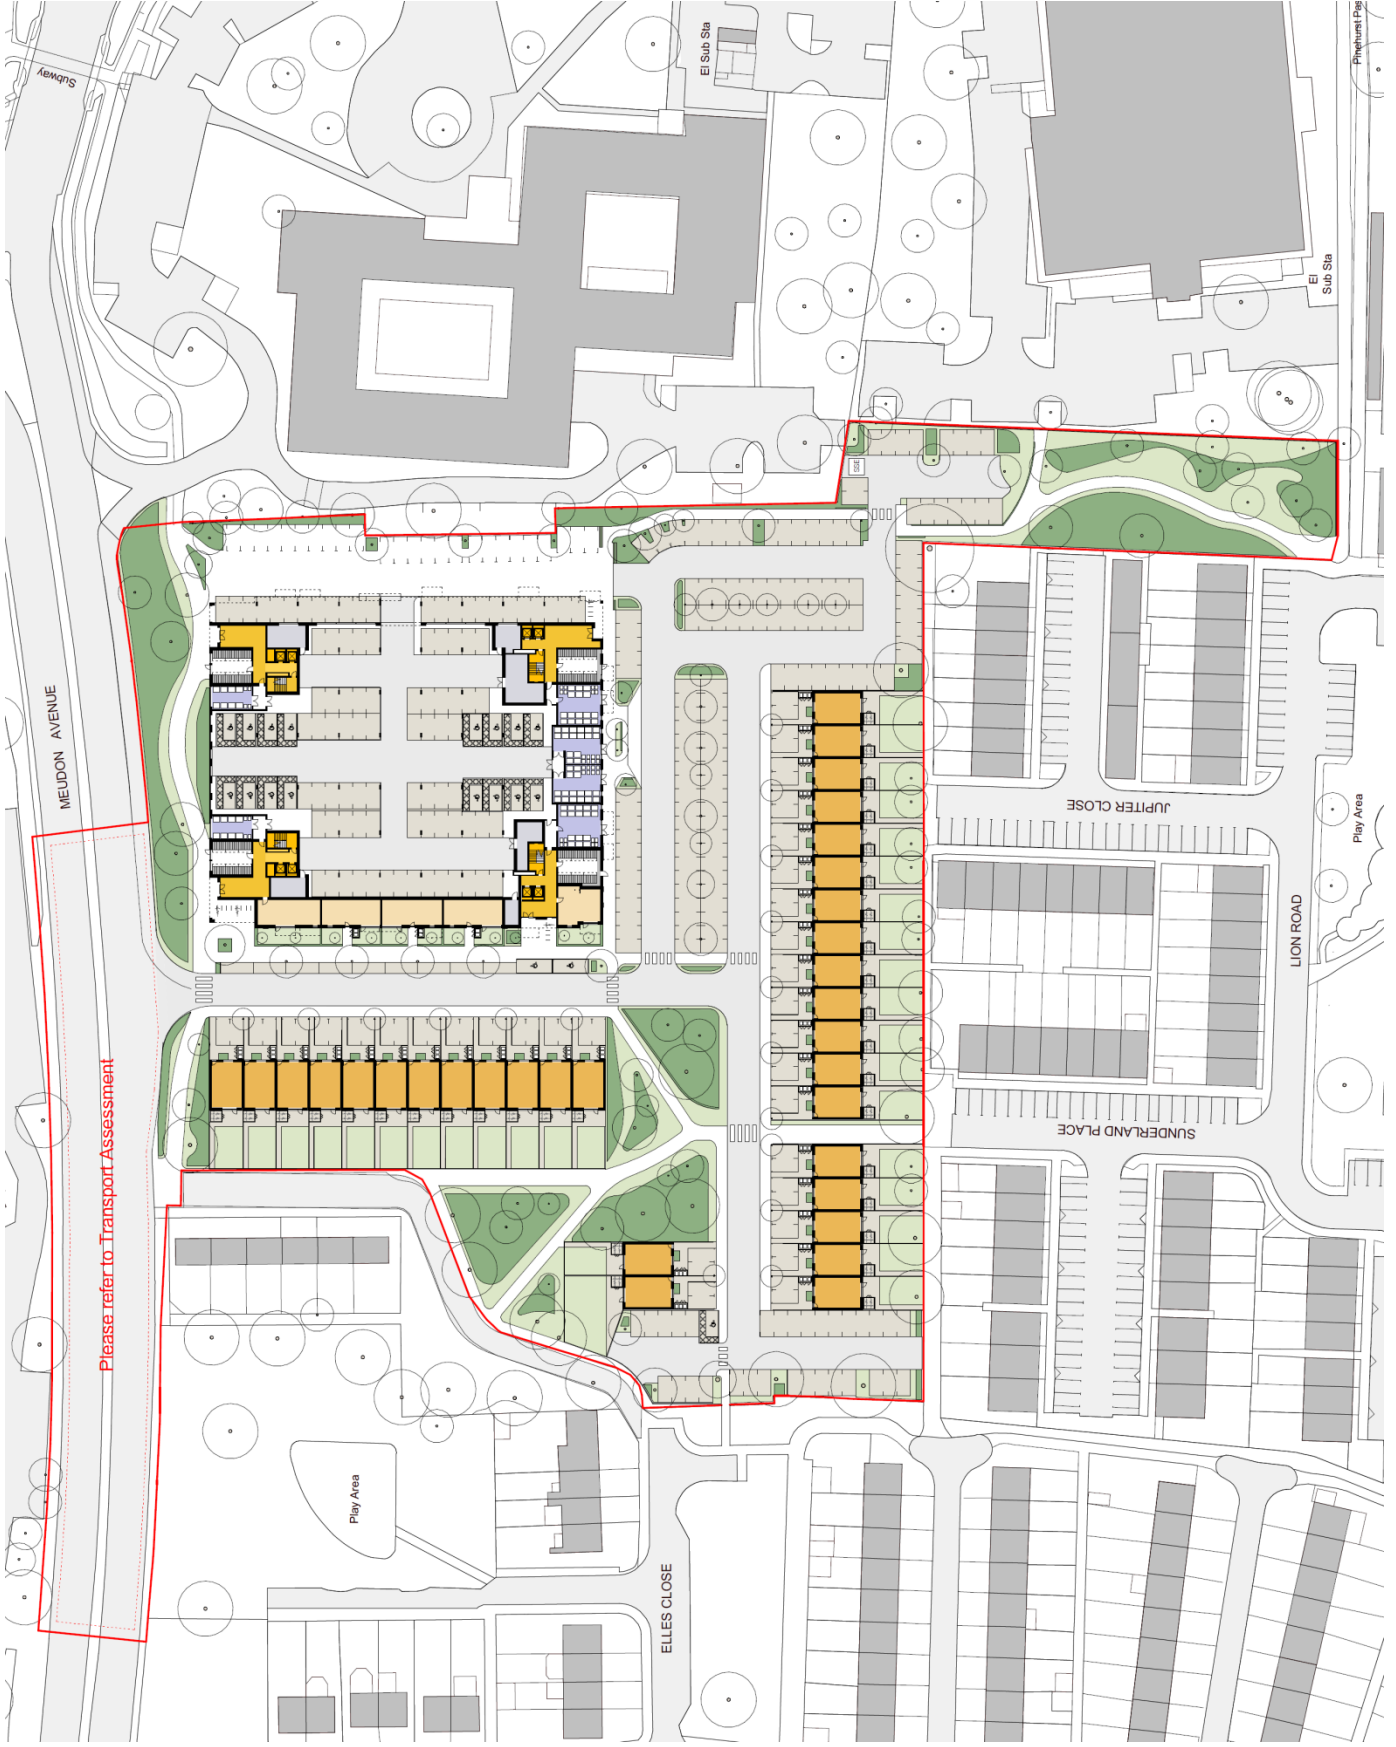 Subway
El Sub Sta
Pinehurst Pas
El
Sub Sta
SSE
MEUDON AVENUE
JUPITER CLOSE
Play Area
LION ROAD
Please refer to Transport Assessment
SUNDERLAND PLACE
Play Area
ELLES CLOSE